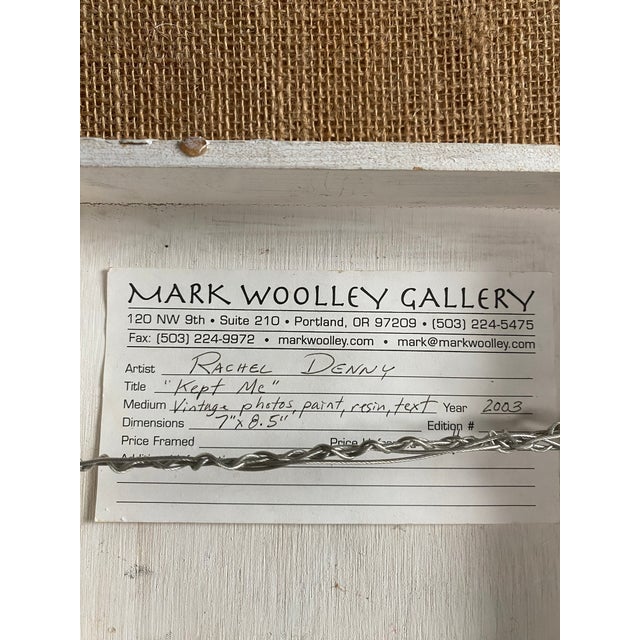 MARK WOOLLEY GALLERY
120 NW 9th • Suite 210 • Portland, OR 97209 • (503) 224-5475
Fax: (503) 224-9972 • markwoolley.com • mark@markwoolley.com
Artist RACHEL DENNY
Title "Kept Me"
Medium Vintage photos, paint, resin, text Year 2003
Dimensions 7" x 8.5" Edition #
Price Framed Price